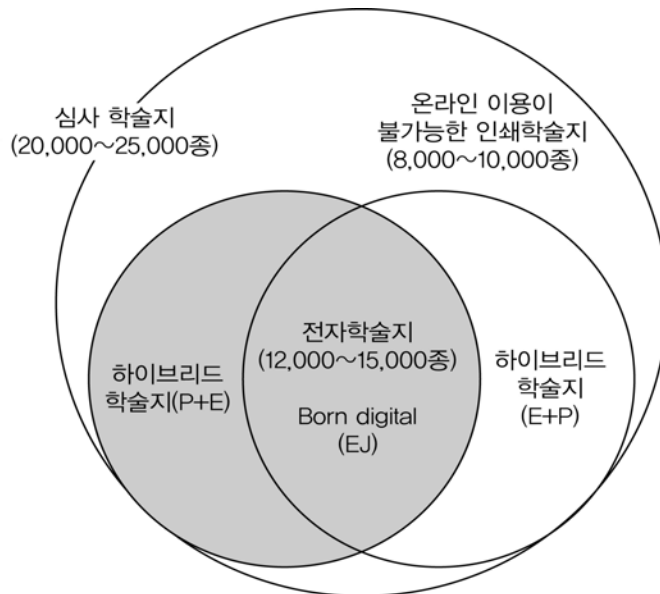 심사 학술지
(20,000~25,000종)
온라인 이용이
불가능한 인쇄학술지
(8,000~10,000종)
전자학술지
(12,000~15,000종)
Born digital
(EJ)
하이브리드
학술지(P+E)
하이브리드
학술지
(E+P)